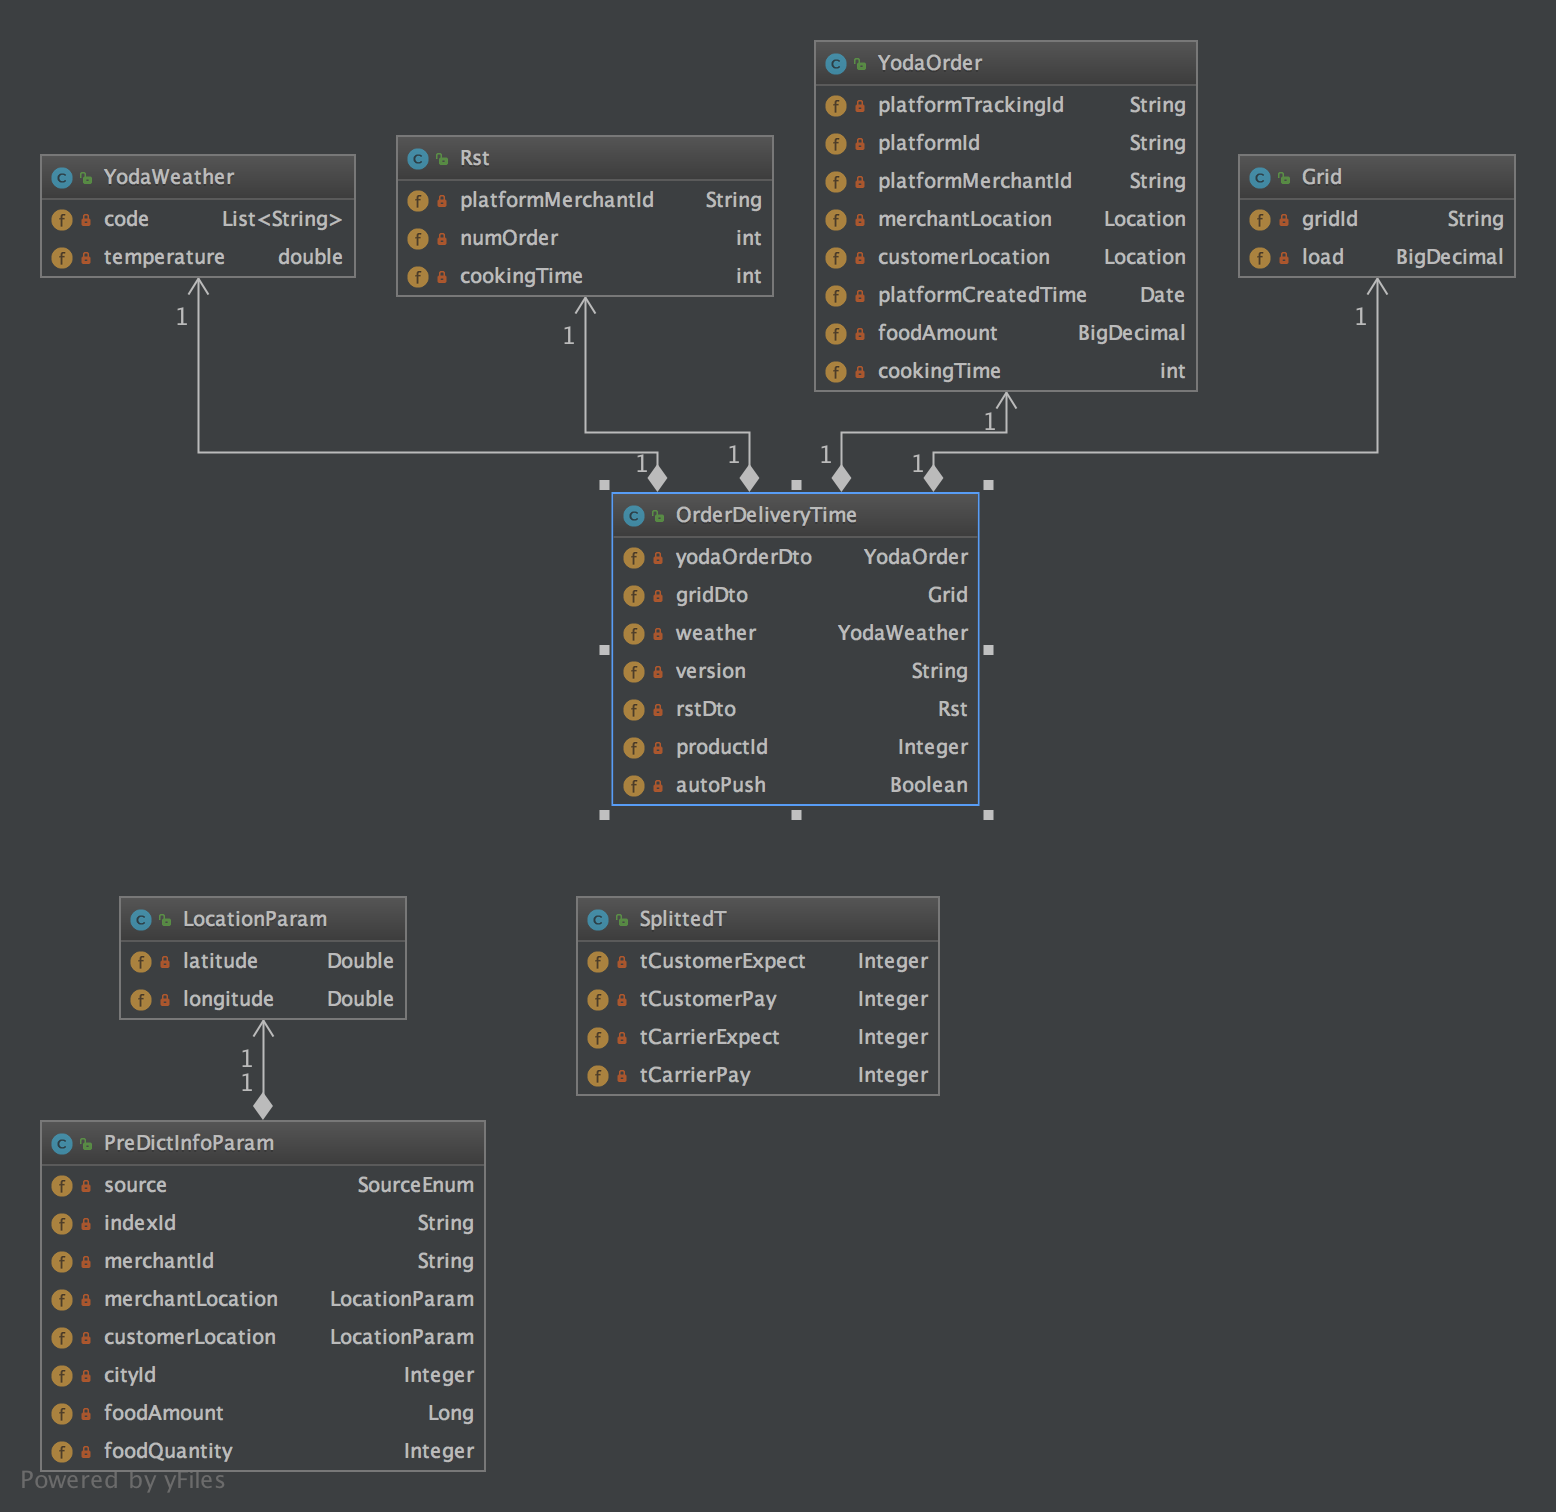 YodaOrder
platformTrackingId String
platformId String
platformMerchantId String
merchantLocation Location
customerLocation Location
platformCreatedTime Date
foodAmount BigDecimal
cookingTime int
Rst
platformMerchantId String
numOrder int
cookingTime int
YodaWeather
code List<String>
temperature double
Grid
gridId String
load BigDecimal
1
1
1
1
1
1
1
1
OrderDeliveryTime
yodaOrderDto YodaOrder
gridDto Grid
weather YodaWeather
version String
rstDto Rst
productId Integer
autoPush Boolean
LocationParam
latitude Double
longitude Double
SplittedT
tCustomerExpect Integer
tCustomerPay Integer
tCarrierExpect Integer
tCarrierPay Integer
1
1
PreDictInfoParam
source SourceEnum
indexId String
merchantId String
merchantLocation LocationParam
customerLocation LocationParam
cityId Integer
foodAmount Long
foodQuantity Integer
Powered by yFiles